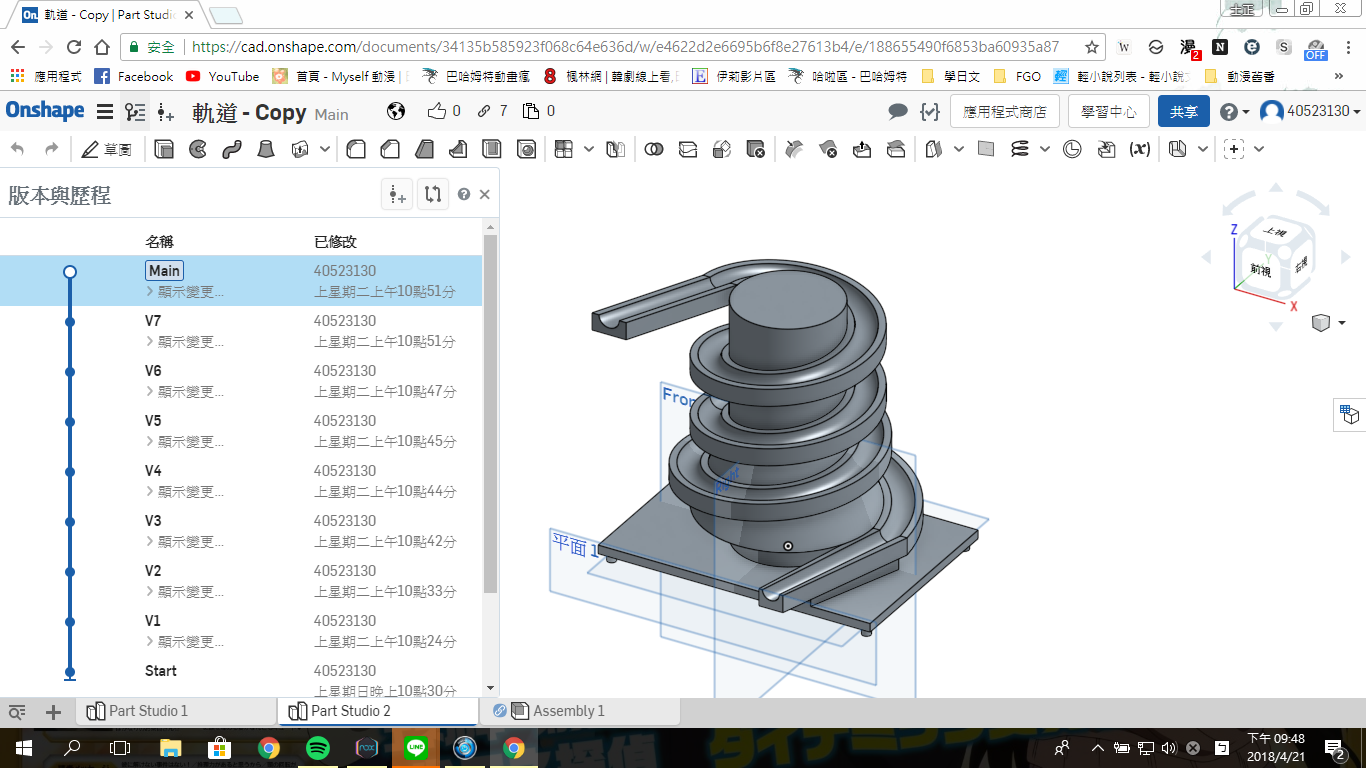 軌道 - Copy | Part Studio
安全 | https://cad.onshape.com/documents/34135b585923f068c64e636d/w/e4622d2e6695b6f8e27613b4/e/188655490f6853ba60935a87
2
OFF
應用程式 Facebook YouTube 首頁 - Myself 動漫 | 巴哈姆特動畫瘋 楓林網 | 韓劇線上看 伊莉影片區 哈啦區 - 巴哈姆特 學日文 FGO 輕小說列表 - 輕小說 動漫番 »
Onshape 軌道 - Copy Main 0 7 0 應用程式商店 學習中心 共享 40523130
草圖 (x)
版本與歷程
名稱 已修改
Main 40523130
顯示變更... 上星期二上午10點51分
V7 40523130
顯示變更... 上星期二上午10點51分
V6 40523130
顯示變更... 上星期二上午10點47分
V5 40523130
顯示變更... 上星期二上午10點45分
V4 40523130
顯示變更... 上星期二上午10點44分
V3 40523130
顯示變更... 上星期二上午10點42分
V2 40523130
顯示變更... 上星期二上午10點33分
V1 40523130
顯示變更... 上星期二上午10點24分
Start 40523130
上星期日晚上10點30分
Z
上視
前視
右視
Y
X
Fron
Right
平面 1
Part Studio 1 Part Studio 2 Assembly 1
nox LINE
下午 09:48
2018/4/21
2